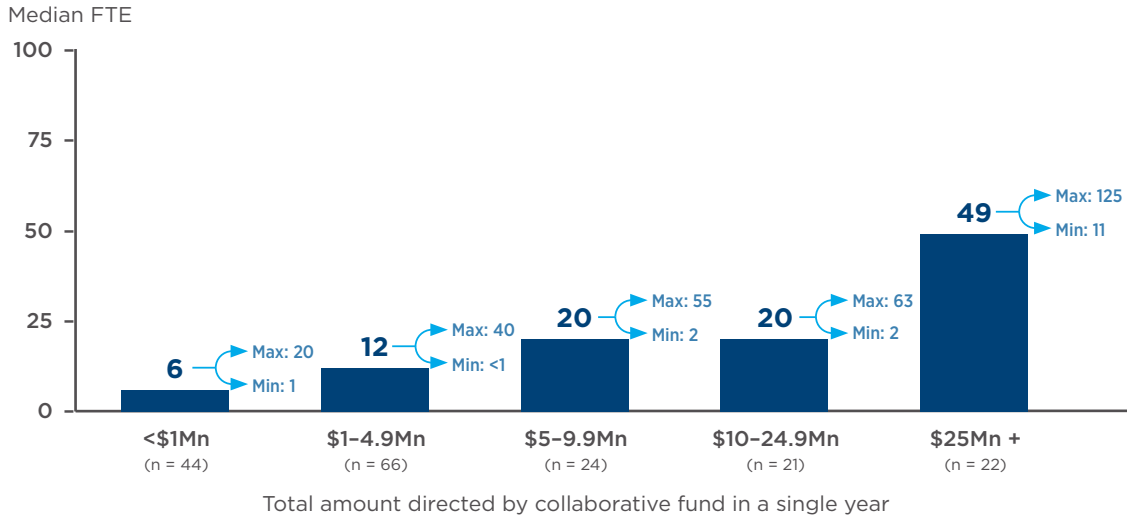 Median FTE
100
75
50
25
0
6
Max: 20
Min: 1
12
Max: 40
Min: <1
20
Max: 55
Min: 2
20
Max: 63
Min: 2
49
Max: 125
Min: 11
<$1Mn
(n = 44)
$1–4.9Mn
(n = 66)
$5–9.9Mn
(n = 24)
$10–24.9Mn
(n = 21)
$25Mn +
(n = 22)
Total amount directed by collaborative fund in a single year